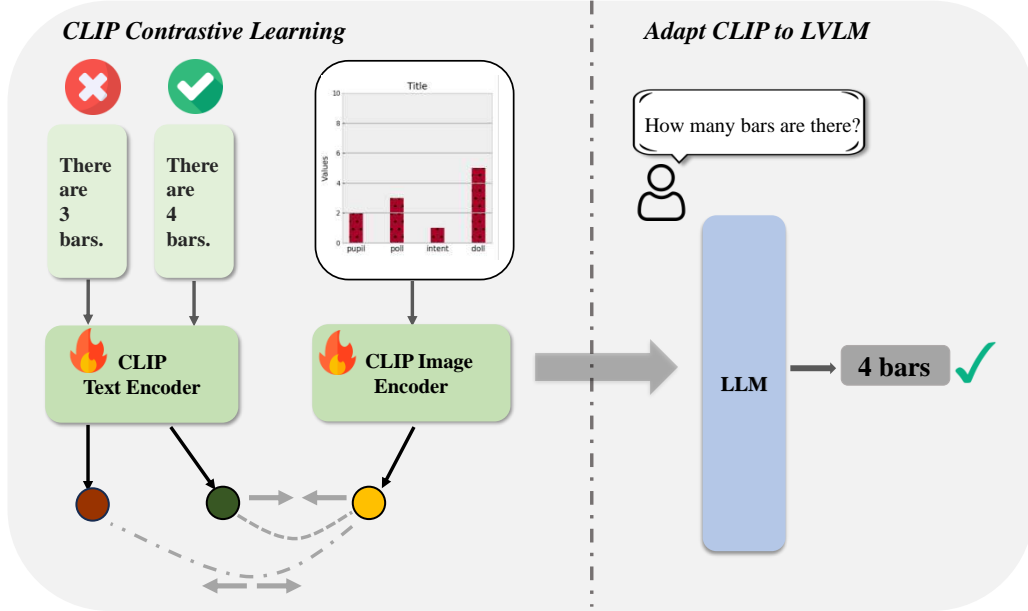 CLIP Contrastive Learning
Adapt CLIP to LVLM
There
are
3
bars.
There
are
4
bars.
Title
Values
10
8
6
4
2
0
pupil
poll
intent
doll
How many bars are there?
CLIP
Text Encoder
CLIP Image
Encoder
LLM
4 bars